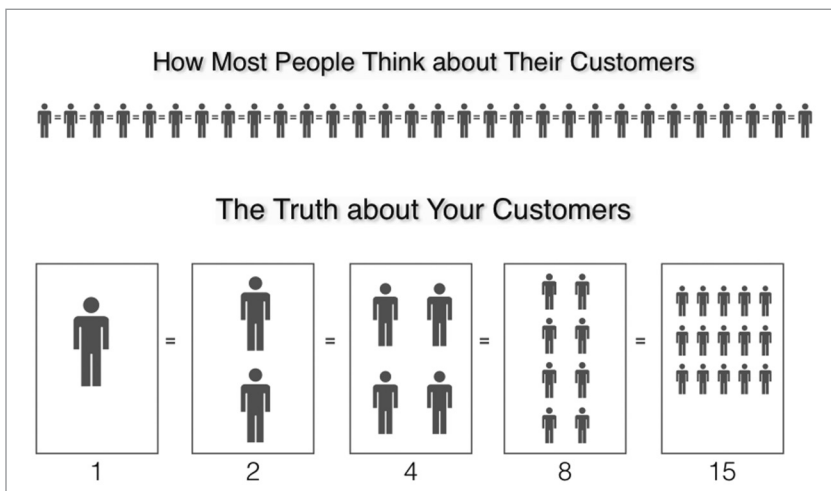 How Most People Think about Their Customers
= = = = = = = = = = = = = = = = = = = = = = = = = = = = =
The Truth about Your Customers
= = = =
1 2 4 8 15